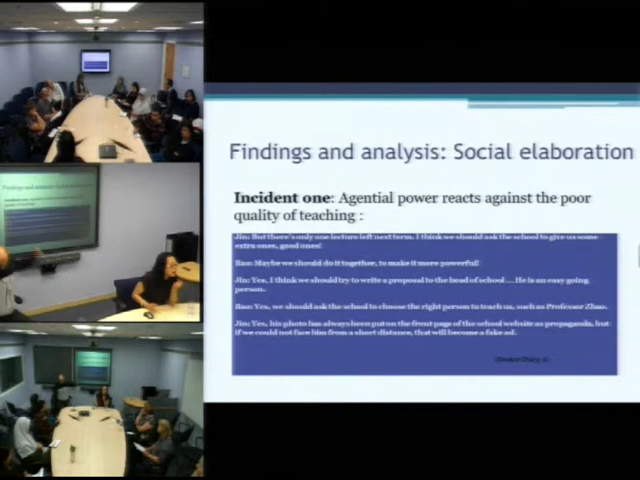 Findings and analysis: Social elaboration
Incident one: Agential power reacts against the poor
quality of teaching :
Jin: But there's only one lecture left next term. I think we should ask the school to give us some
extra ones, good ones!
Bao: Maybe we should do it together, to make it more powerful!
Jin: Yes, I think we should try to write a proposal to the head of school.... He is an easy going
person.
Bao: Yes, we should ask the school to choose the right person to teach us, such as Professor Zhao.
Jin: Yes, his photo has always been put on the front page of the school website as propaganda, but
if we could not face him from a short distance, that will become a fake ad.